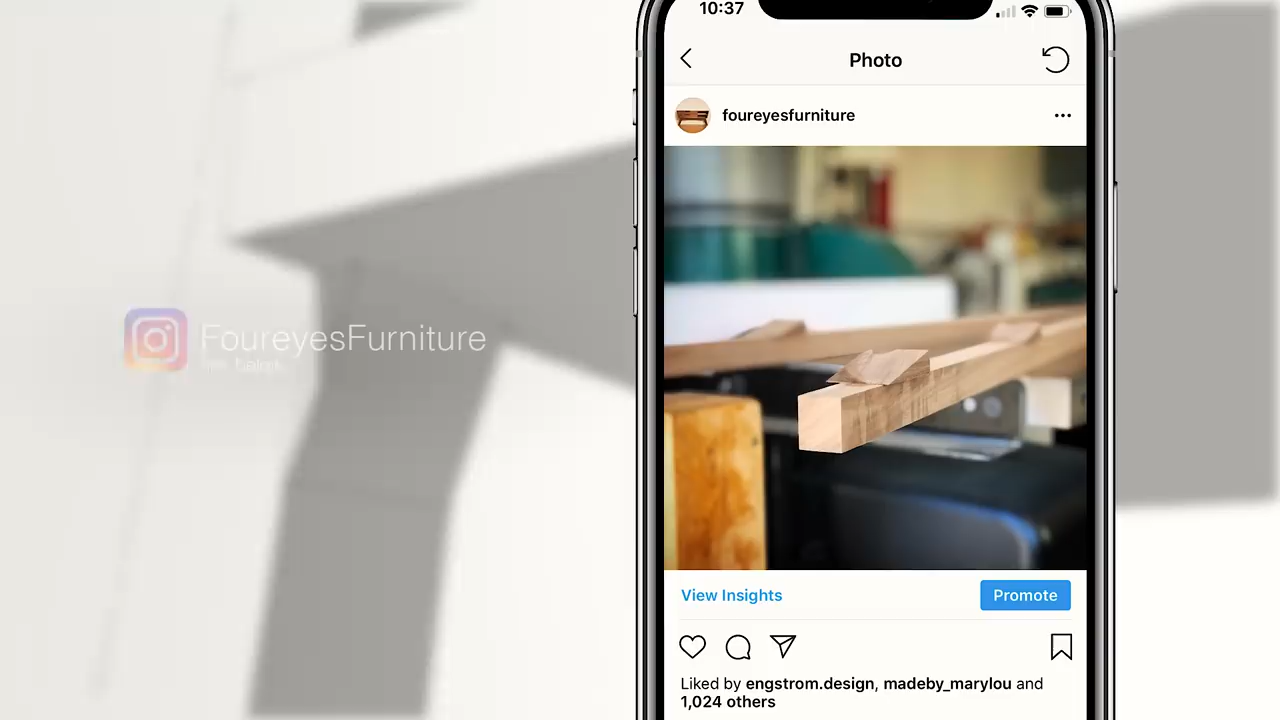 10:37
Photo
foureyesfurniture
FoureyesFurniture
View Insights
Promote
Liked by engstrom.design, madeby_marylou and
1,024 others